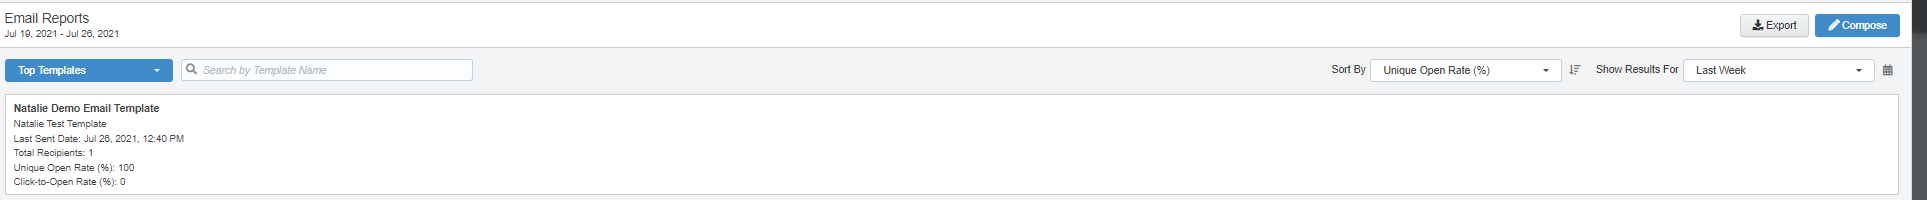 Email Reports
Jul 19, 2021 - Jul 26, 2021
Export
Compose
Top Templates
Search by Template Name
Sort By
Unique Open Rate (%)
Show Results For
Last Week
Natalie Demo Email Template
Natalie Test Template
Last Sent Date: Jul 26, 2021, 12:40 PM
Total Recipients: 1
Unique Open Rate (%): 100
Click-to-Open Rate (%): 0